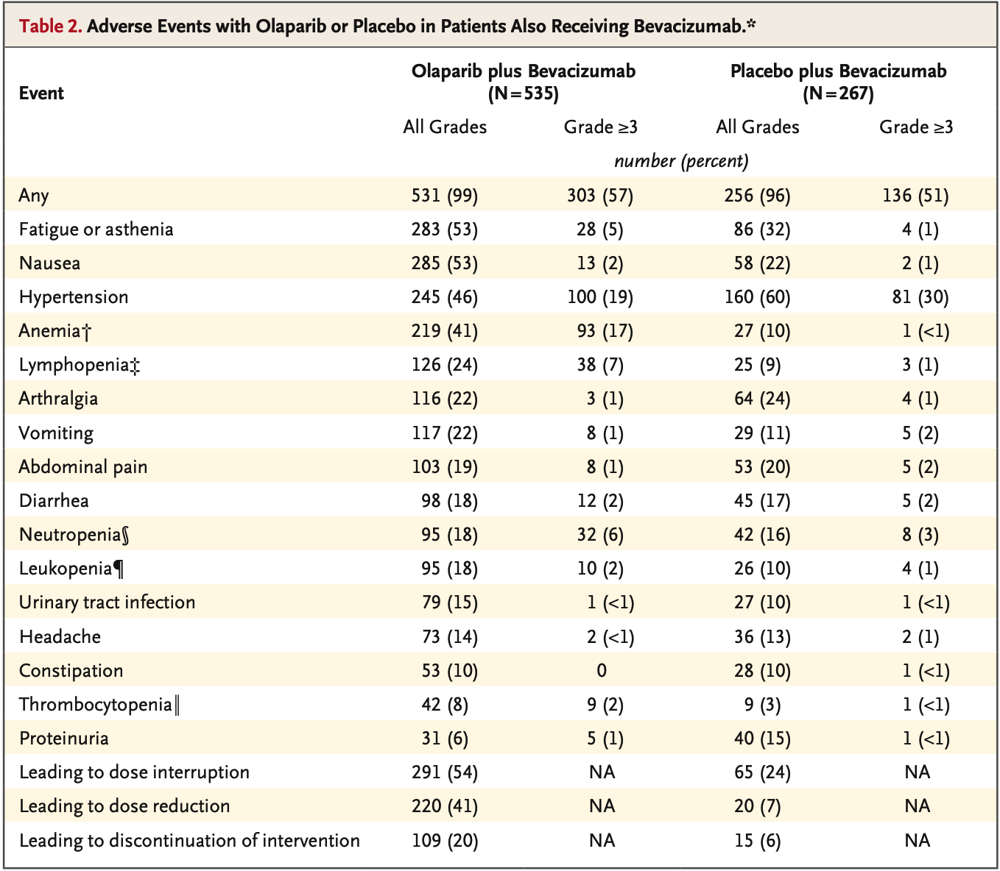 Table 2. Adverse Events with Olaparib or Placebo in Patients Also Receiving Bevacizumab.*
Event Olaparib plus Bevacizumab (N=535) Placebo plus Bevacizumab (N=267)
All Grades Grade ≥3 All Grades Grade ≥3
number (percent)
Any 531 (99) 303 (57) 256 (96) 136 (51)
Fatigue or asthenia 283 (53) 28 (5) 86 (32) 4 (1)
Nausea 285 (53) 13 (2) 58 (22) 2 (1)
Hypertension 245 (46) 100 (19) 160 (60) 81 (30)
Anemia† 219 (41) 93 (17) 27 (10) 1 (<1)
Lymphopenia‡ 126 (24) 38 (7) 25 (9) 3 (1)
Arthralgia 116 (22) 3 (1) 64 (24) 4 (1)
Vomiting 117 (22) 8 (1) 29 (11) 5 (2)
Abdominal pain 103 (19) 8 (1) 53 (20) 5 (2)
Diarrhea 98 (18) 12 (2) 45 (17) 5 (2)
Neutropenia§ 95 (18) 32 (6) 42 (16) 8 (3)
Leukopenia¶ 95 (18) 10 (2) 26 (10) 4 (1)
Urinary tract infection 79 (15) 1 (<1) 27 (10) 1 (<1)
Headache 73 (14) 2 (<1) 36 (13) 2 (1)
Constipation 53 (10) 0 28 (10) 1 (<1)
Thrombocytopenia‖ 42 (8) 9 (2) 9 (3) 1 (<1)
Proteinuria 31 (6) 5 (1) 40 (15) 1 (<1)
Leading to dose interruption 291 (54) NA 65 (24) NA
Leading to dose reduction 220 (41) NA 20 (7) NA
Leading to discontinuation of intervention 109 (20) NA 15 (6) NA